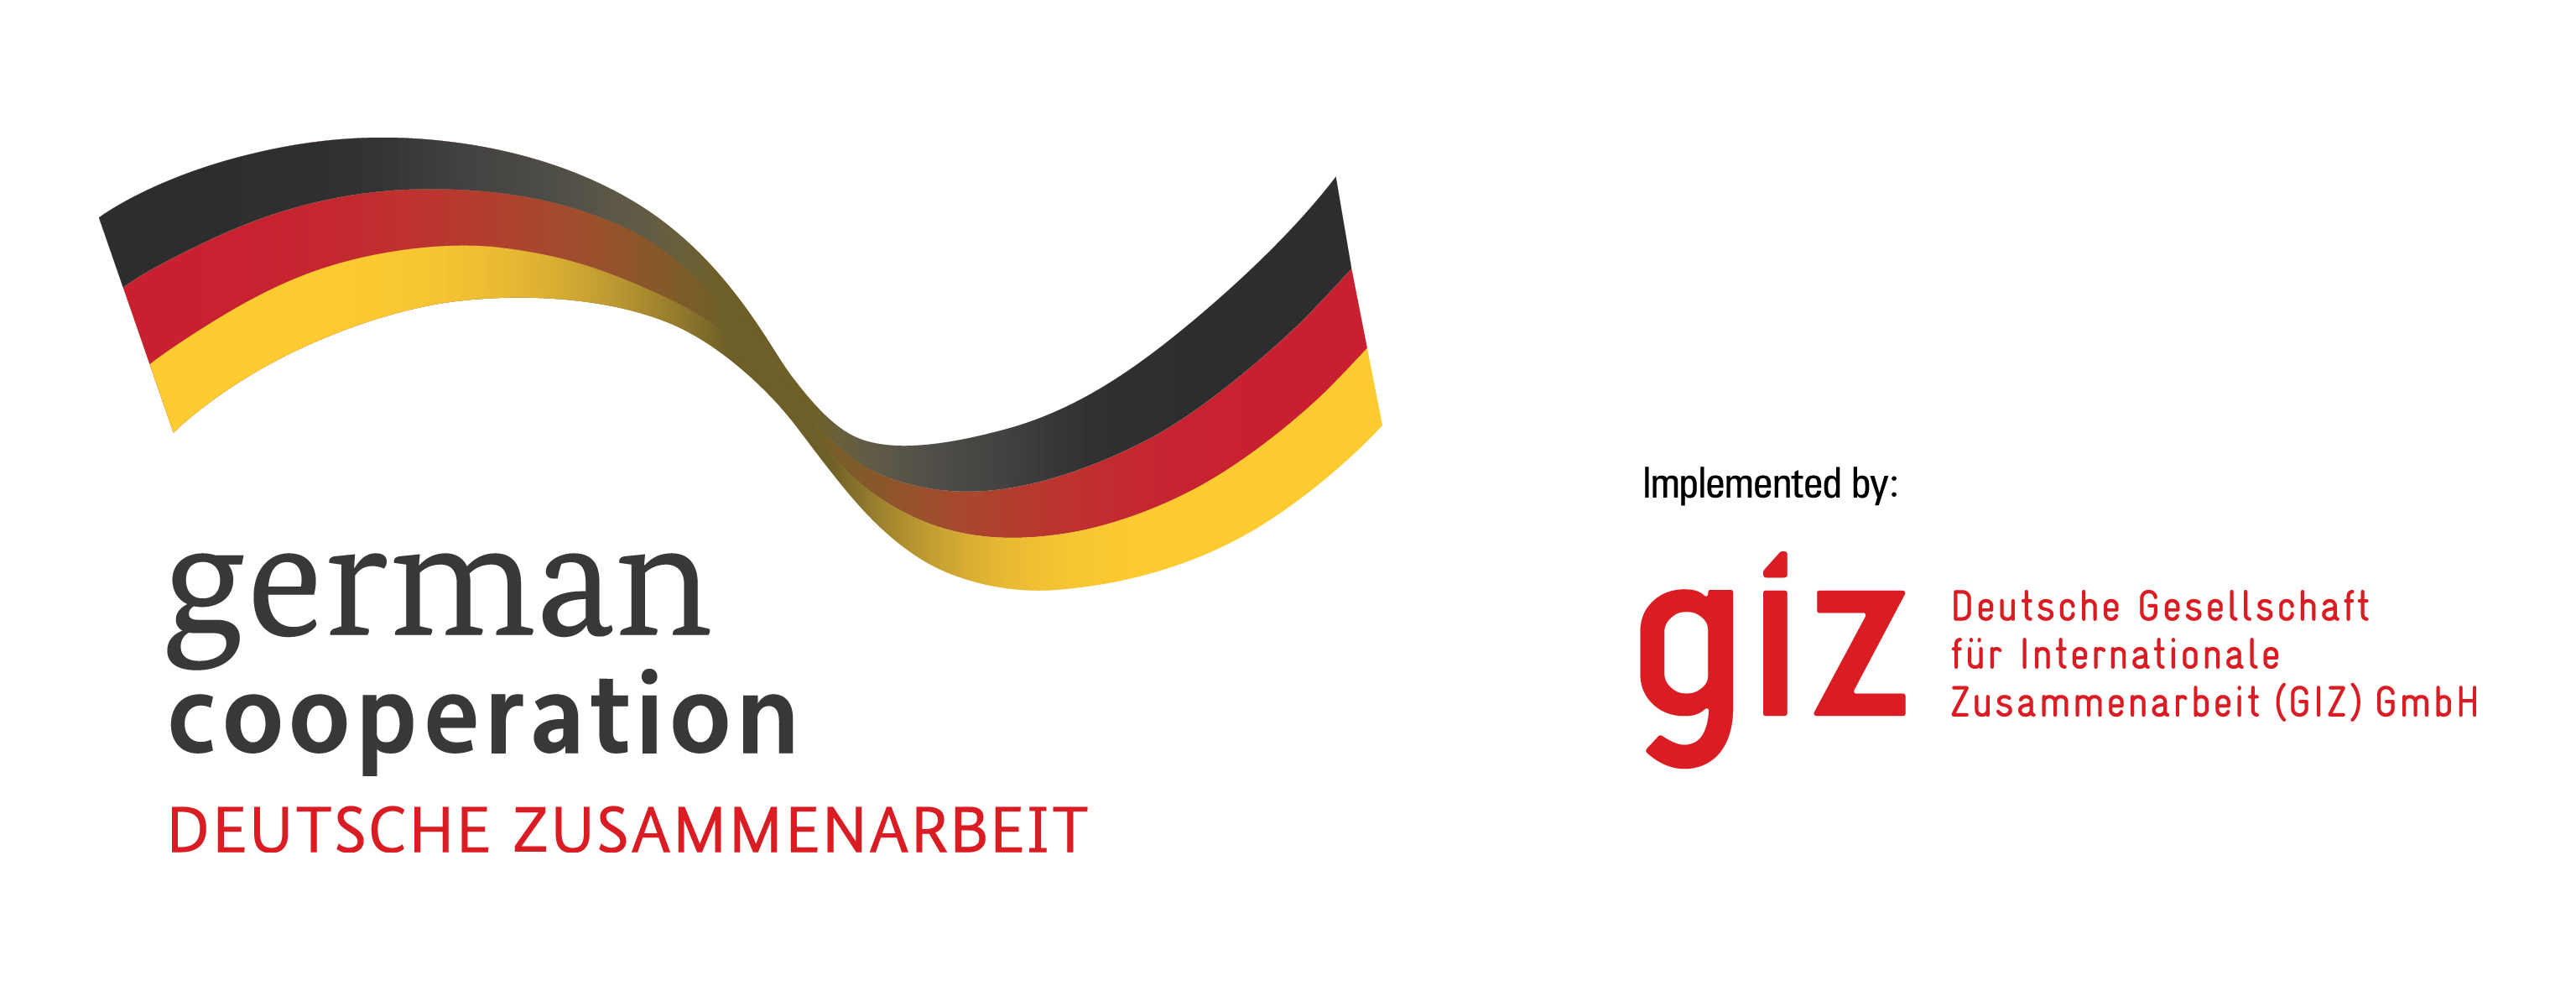 german
cooperation
DEUTSCHE ZUSAMMENARBEIT
Implemented by:
giz
Deutsche Gesellschaft
für Internationale
Zusammenarbeit (GIZ) GmbH